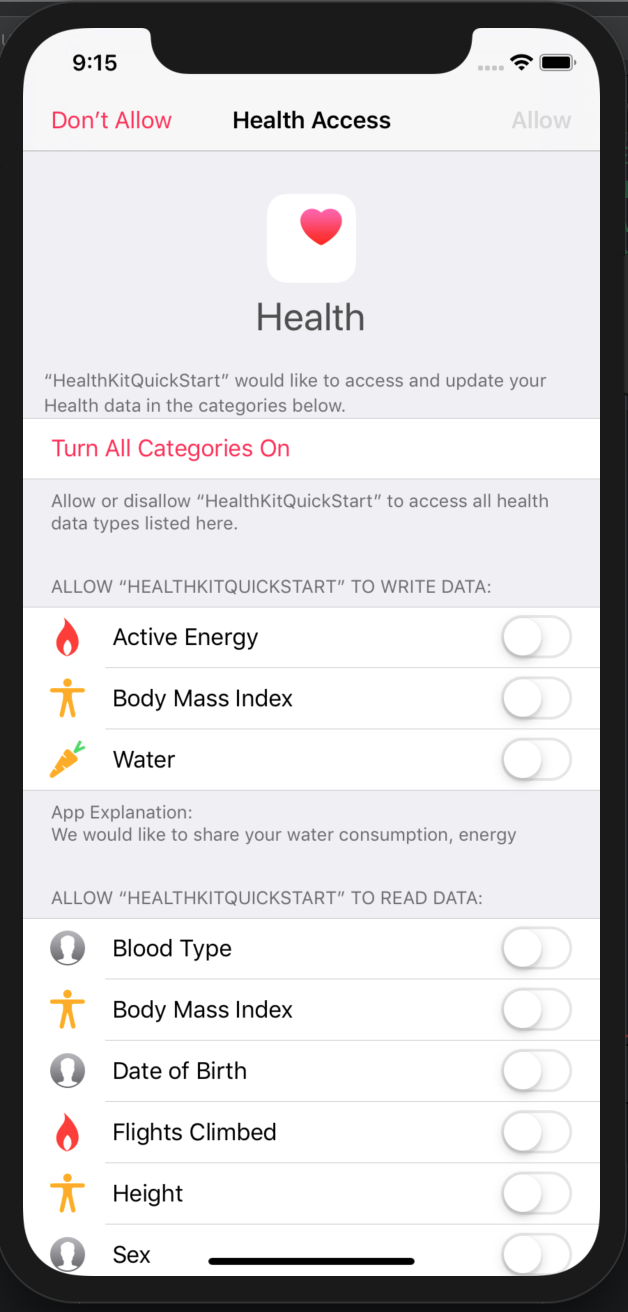 9:15
Don’t Allow Health Access Allow
Health
“HealthKitQuickStart” would like to access and update your
Health data in the categories below.
Turn All Categories On
Allow or disallow “HealthKitQuickStart” to access all health
data types listed here.
ALLOW “HEALTHKITQUICKSTART” TO WRITE DATA:
Active Energy
Body Mass Index
Water
App Explanation:
We would like to share your water consumption, energy
ALLOW “HEALTHKITQUICKSTART” TO READ DATA:
Blood Type
Body Mass Index
Date of Birth
Flights Climbed
Height
Sex